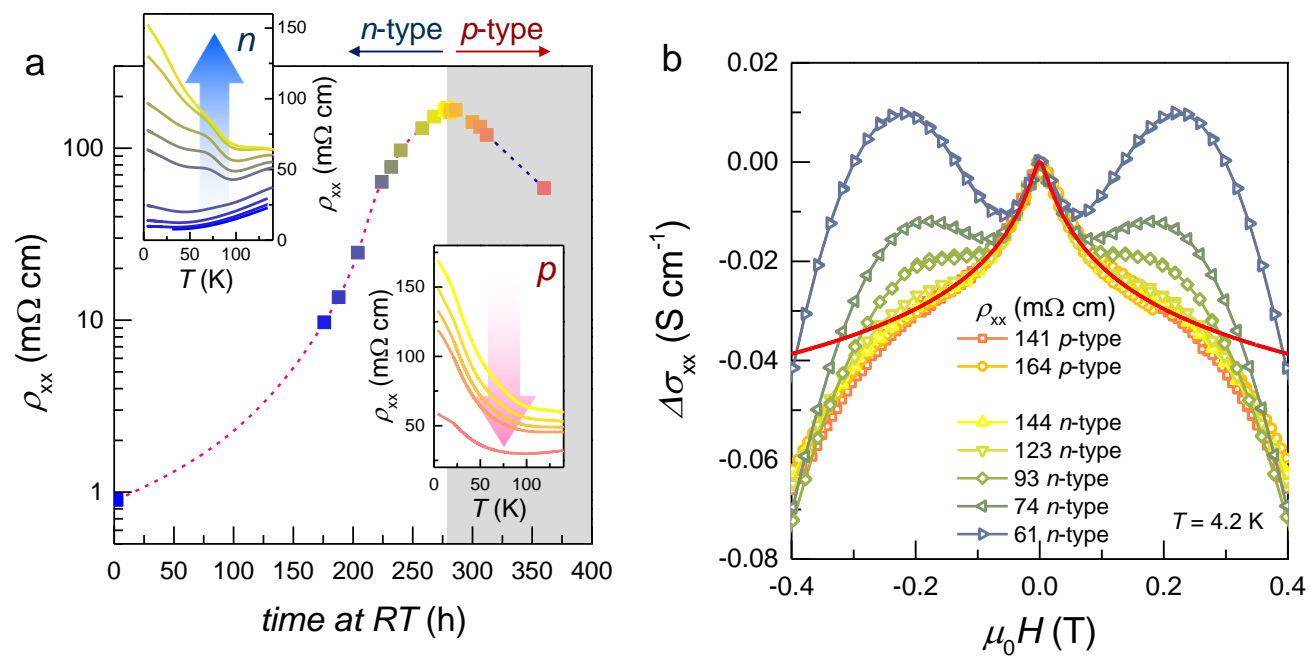 a
n-type
p-type
n
150
100
50
0
ρxx (mΩ cm)
0
50
100
T (K)
100
10
1
ρxx (mΩ cm)
p
150
100
50
ρxx (mΩ cm)
0
50
100
T (K)
0
50
100
150
200
250
300
350
400
time at RT (h)
b
0.02
0.00
-0.02
-0.04
-0.06
-0.08
Δσxx (S cm-1)
ρxx (mΩ cm)
141 p-type
164 p-type
144 n-type
123 n-type
93 n-type
74 n-type
61 n-type
T = 4.2 K
-0.4
-0.2
0.0
0.2
0.4
μ0H (T)